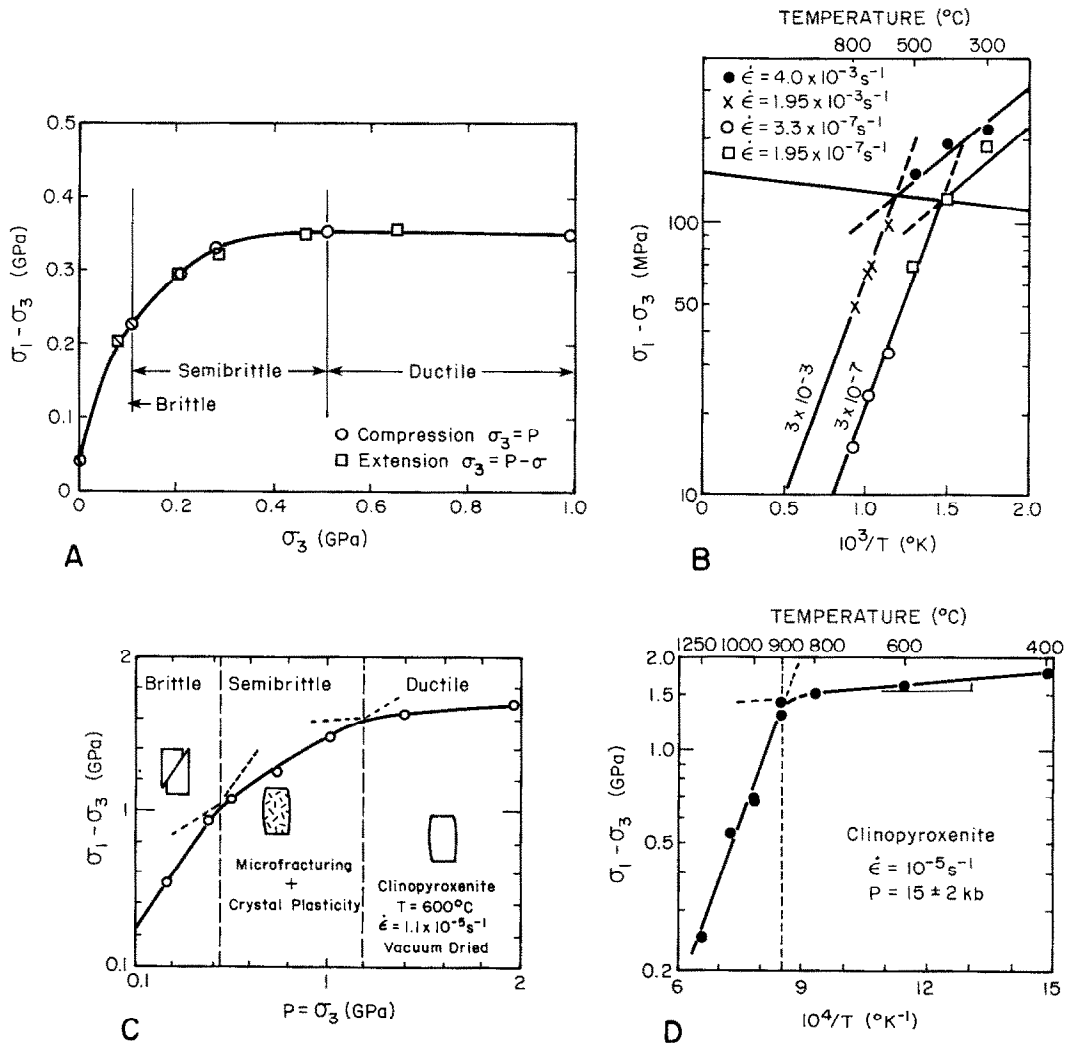 0.5
0.4
0.3
0.2
0.1
0
σ₁ – σ₃ (GPa)
Semibrittle
Ductile
Brittle
Compression σ₃ = P
Extension σ₃ = P – σ
0
0.2
0.4
0.6
0.8
1.0
σ₃ (GPa)
A
TEMPERATURE (°C)
800
500
300
ε̇ = 4.0 x 10⁻³ s⁻¹
ε̇ = 1.95 x 10⁻³ s⁻¹
ε̇ = 3.3 x 10⁻⁷ s⁻¹
ε̇ = 1.95 x 10⁻⁷ s⁻¹
100
50
10
σ₁ – σ₃ (MPa)
3 x 10⁻³
3 x 10⁻⁷
0
0.5
1.0
1.5
2.0
10³/T (°K)
B
2
1
0.1
σ₁ – σ₃ (GPa)
Brittle
Semibrittle
Ductile
Microfracturing
+
Crystal Plasticity
Clinopyroxenite
T = 600°C
ε̇ = 1.1 x 10⁻⁵ s⁻¹
Vacuum Dried
0.1
1
2
P = σ₃ (GPa)
C
TEMPERATURE (°C)
1250
1000
900
800
600
400
2.0
1.5
1.0
0.5
0.2
σ₁ – σ₃ (GPa)
Clinopyroxenite
ε̇ = 10⁻⁵ s⁻¹
P = 15 ± 2 kb
6
9
12
15
10⁴/T (°K⁻¹)
D